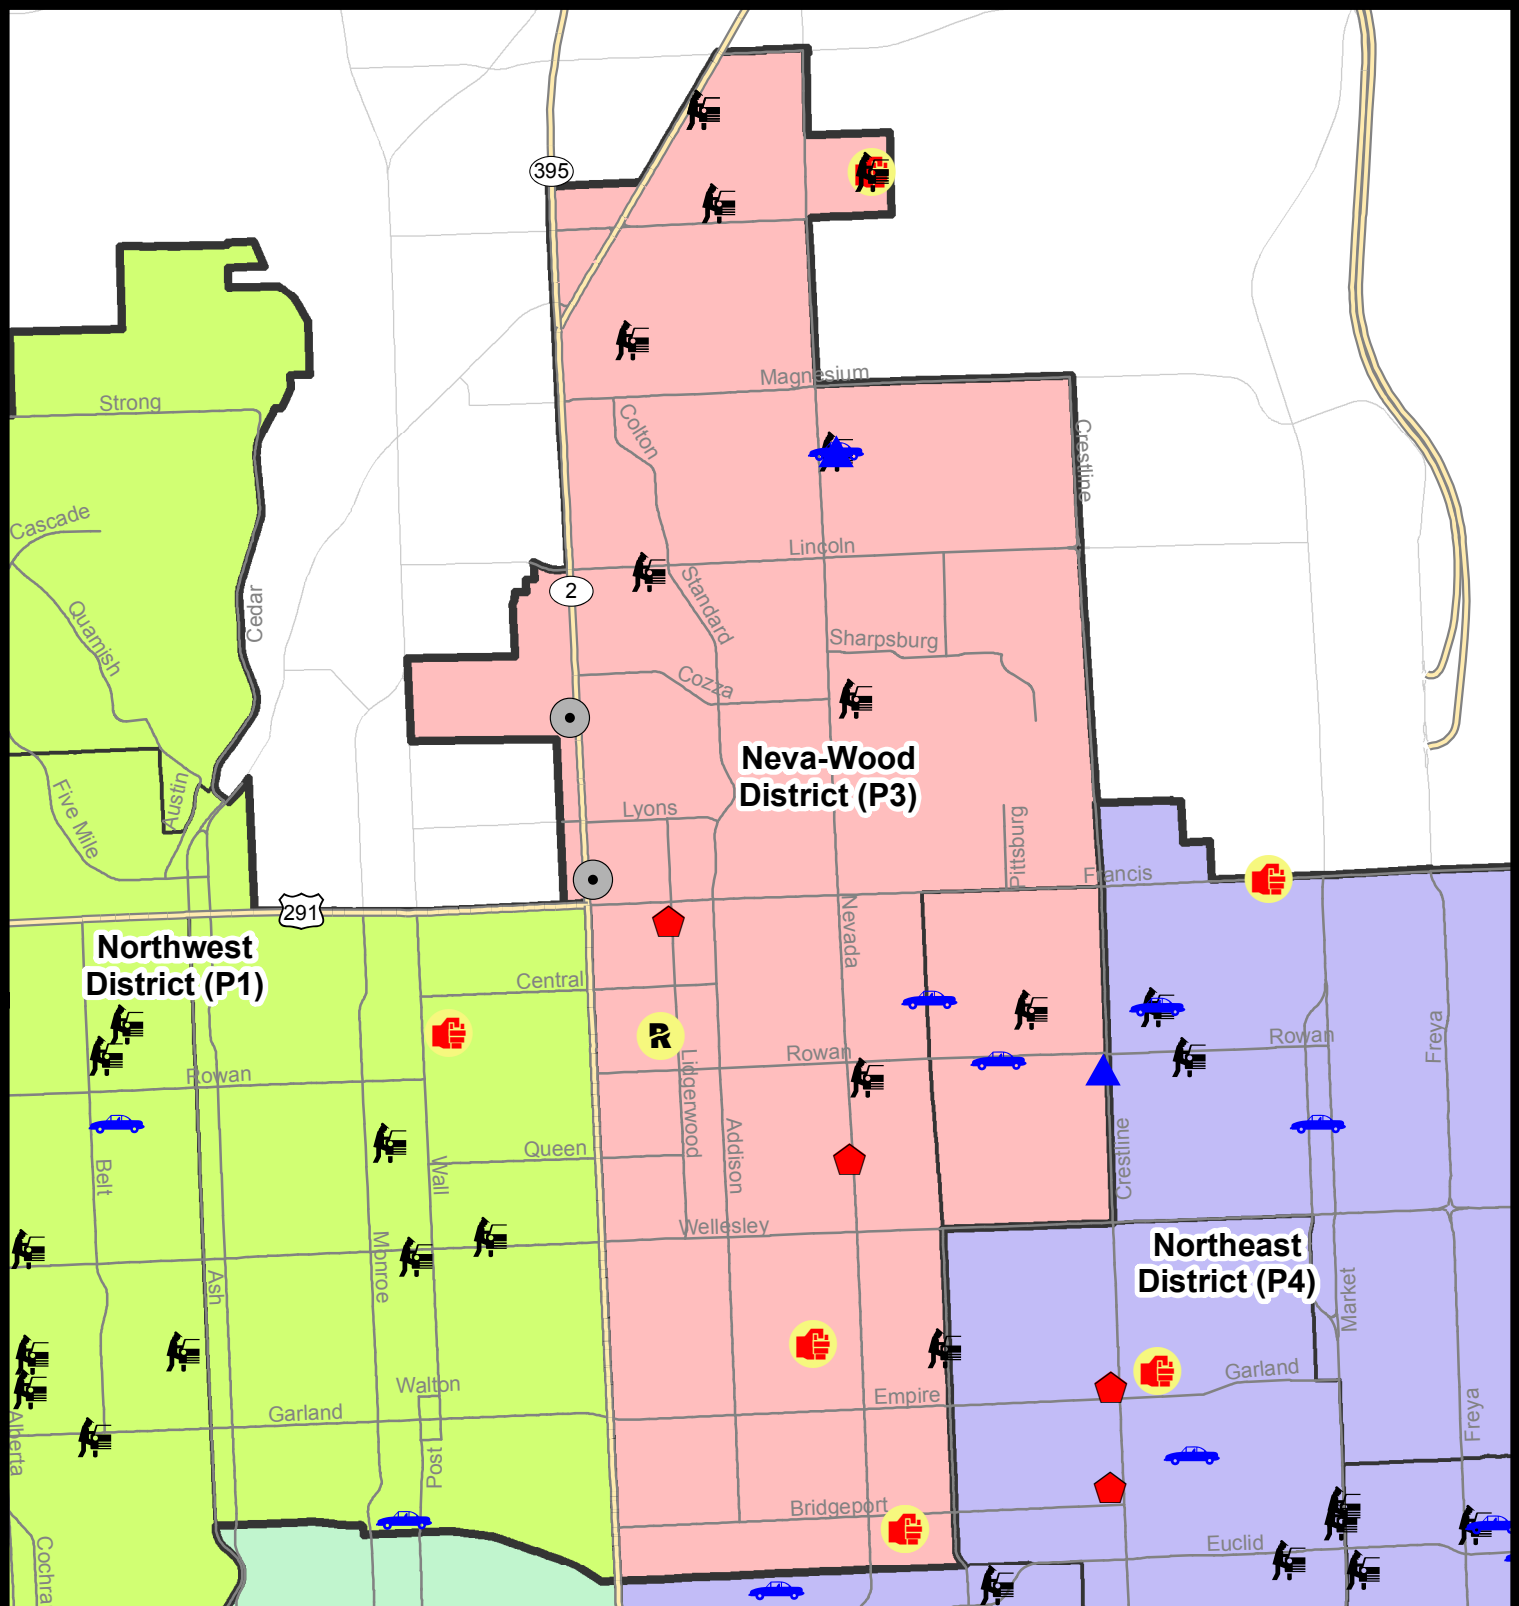 395
Magnesium
Strong
Colton
Crestline
Cascade
Lincoln
2
Cedar
Standard
Quamish
Sharpsburg
Cozza
Neva-Wood
District (P3)
Austin
Five Mile
Lyons
Pittsburg
Francis
291
Nevada
Northwest
District (P1)
Central
Freya
Rowan
Rowan
Rowan
Lidgerwood
Addison
Queen
Crestline
Belt
Wall
Wellesley
Monroe
Ash
Northeast
District (P4)
Market
Garland
Walton
Empire
Garland
Freya
Alberta
Post
Bridgeport
Euclid
Cochra